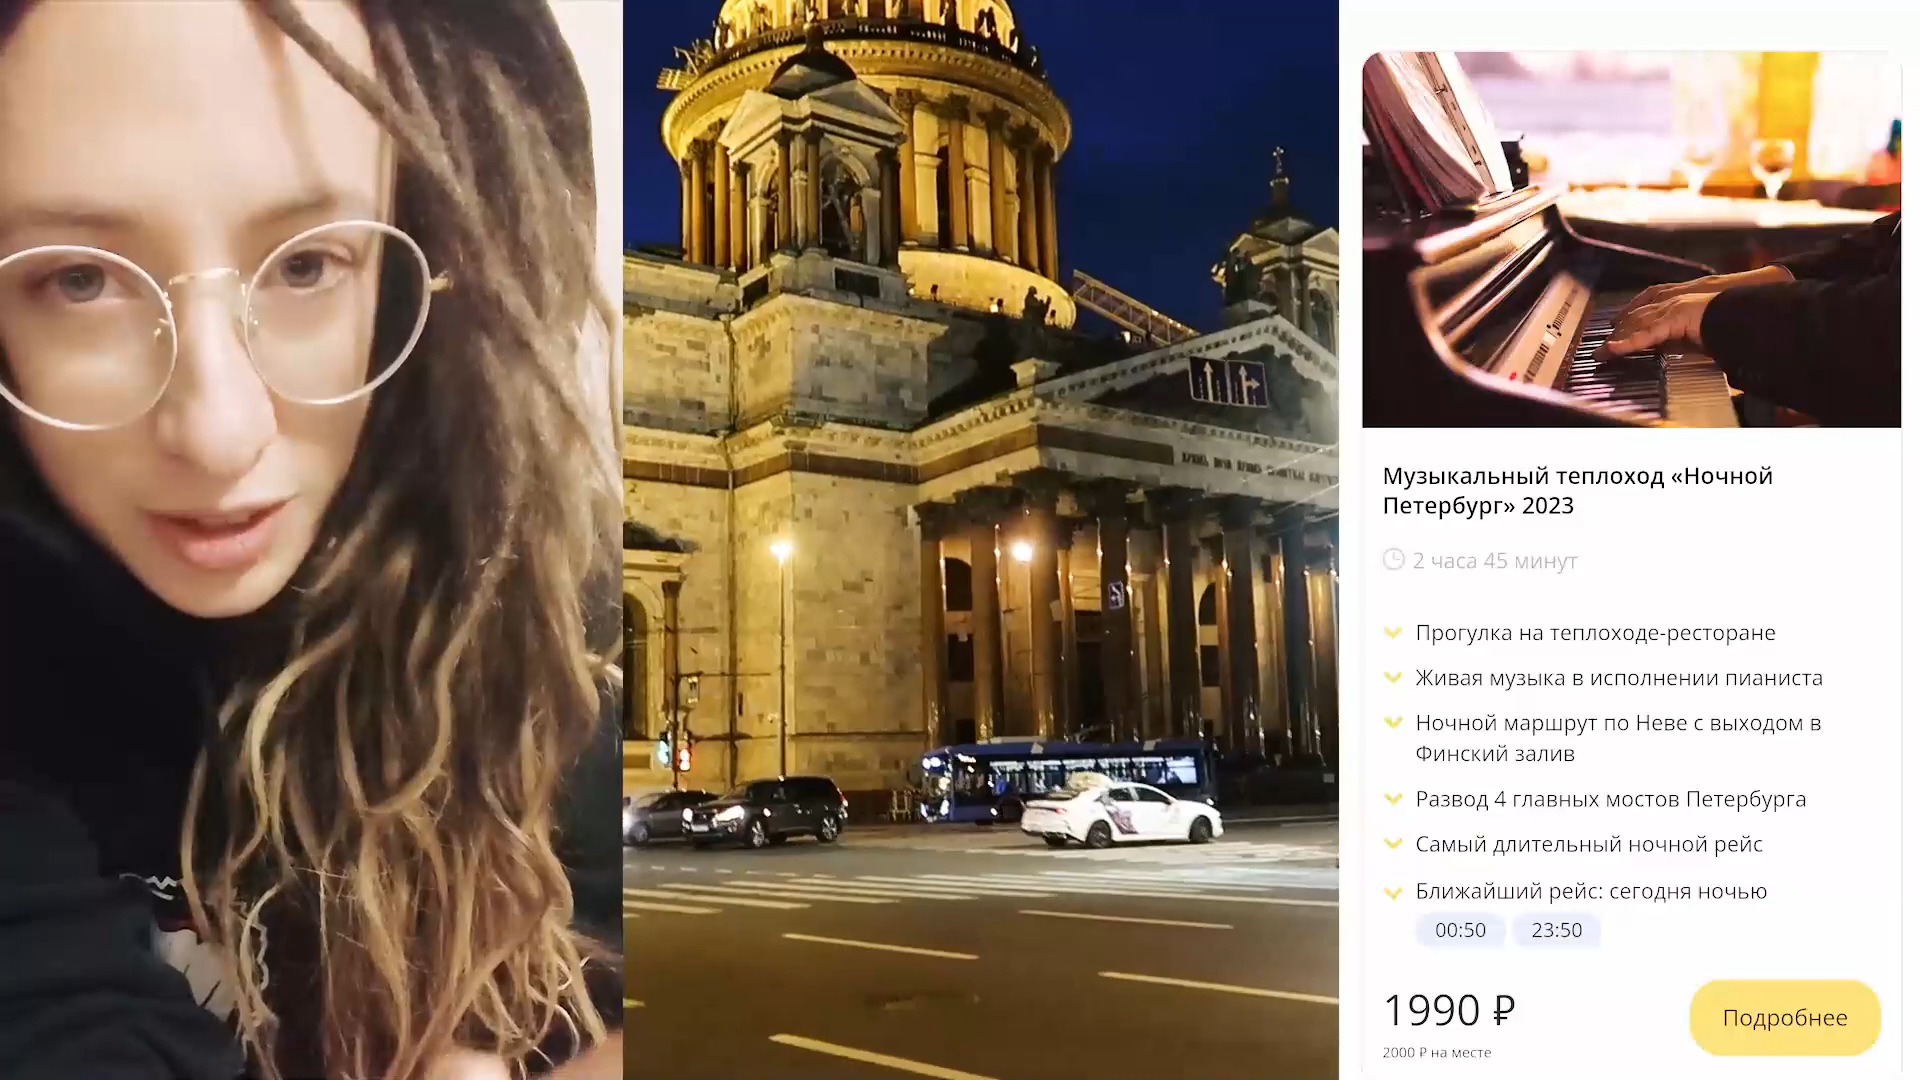 Музыкальный теплоход «Ночной
Петербург» 2023
2 часа 45 минут
Прогулка на теплоходе-ресторане
Живая музыка в исполнении пианиста
Ночной маршрут по Неве с выходом в
Финский залив
Развод 4 главных мостов Петербурга
Самый длительный ночной рейс
Ближайший рейс: сегодня ночью
00:50 23:50
1990 ₽
Подробнее
2000 ₽ на месте